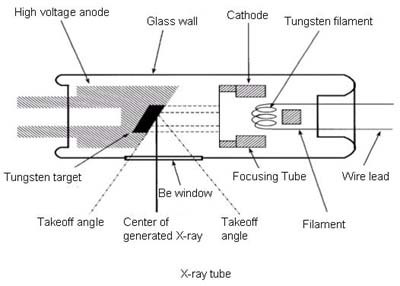 High voltage anode
Glass wall
Cathode
Tungsten filament
Tungsten target
Be window
Focusing Tube
Wire lead
Takeoff angle
Center of
generated X-ray
Takeoff
angle
Filament
X-ray tube